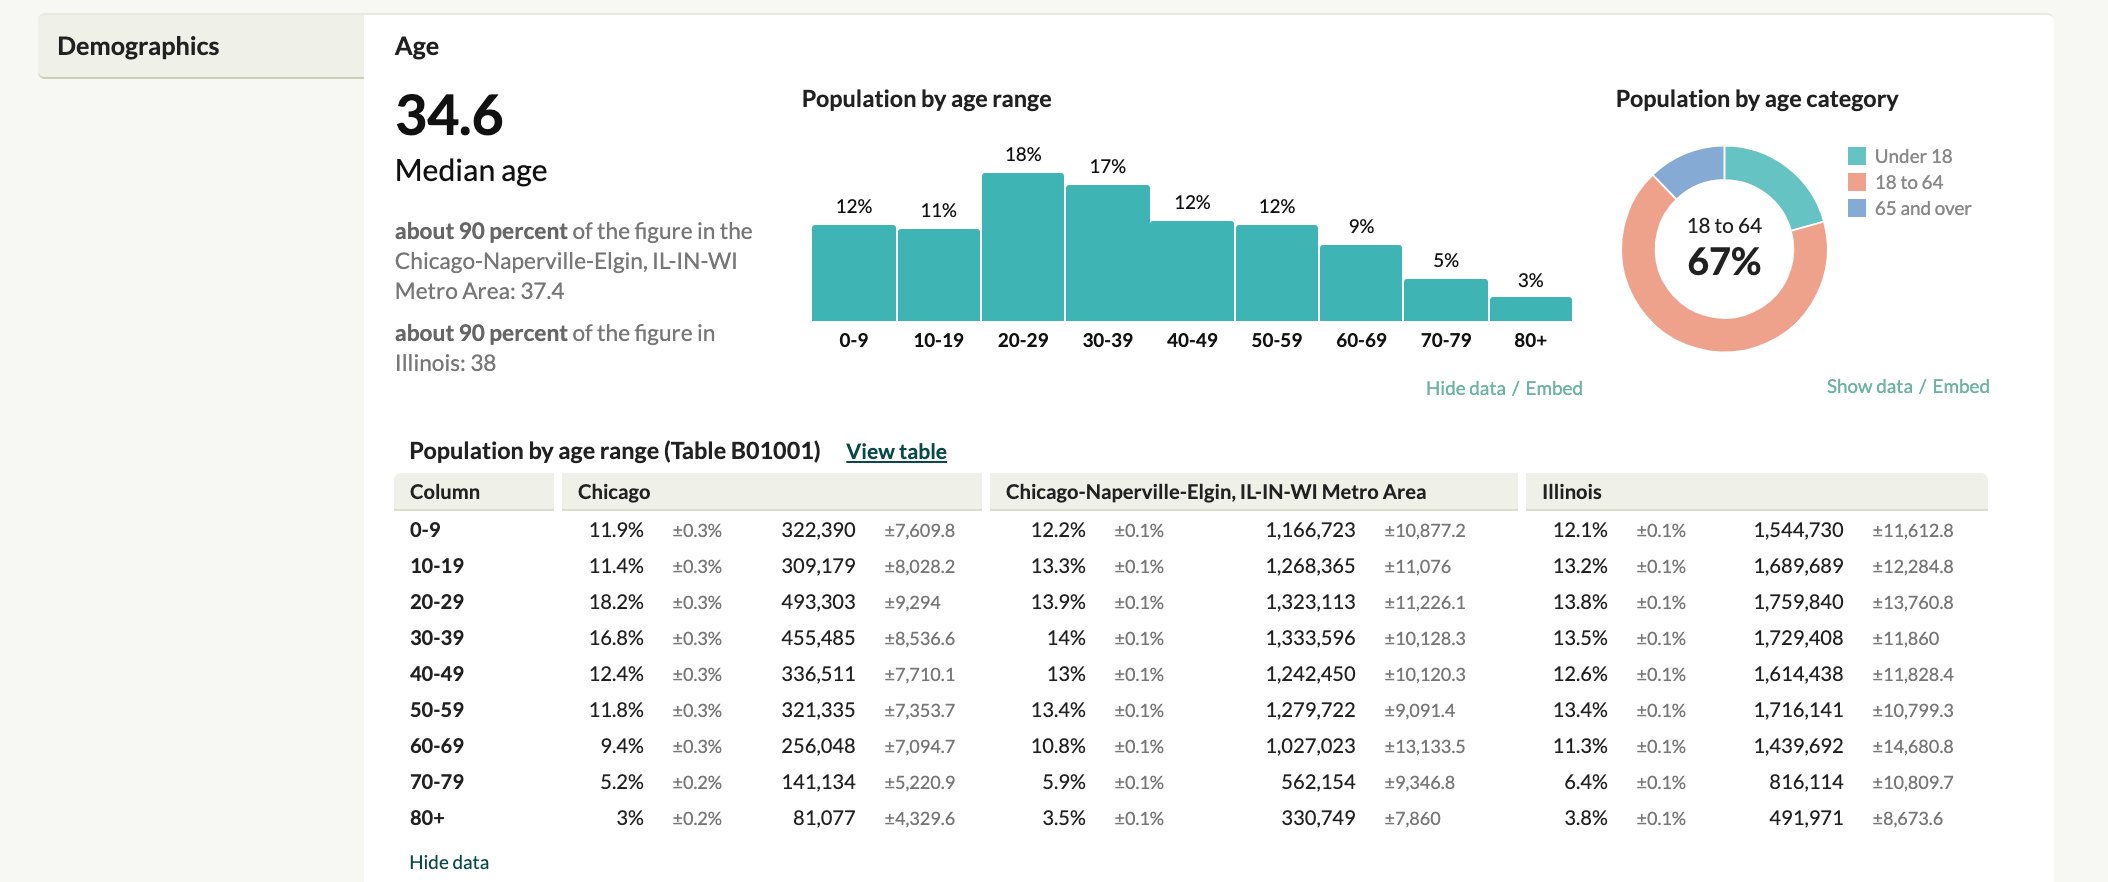 Demographics
Age
34.6
Median age
about 90 percent of the figure in the
Chicago-Naperville-Elgin, IL-IN-WI
Metro Area: 37.4
about 90 percent of the figure in
Illinois: 38
Population by age range
12% 11% 18% 17% 12% 12% 9% 5% 3%
0-9 10-19 20-29 30-39 40-49 50-59 60-69 70-79 80+
Hide data / Embed
Population by age category
Under 18
18 to 64
65 and over
18 to 64
67%
Show data / Embed
Population by age range (Table B01001) View table
Column Chicago Chicago-Naperville-Elgin, IL-IN-WI Metro Area Illinois
0-9 11.9% ±0.3% 322,390 ±7,609.8 12.2% ±0.1% 1,166,723 ±10,877.2 12.1% ±0.1% 1,544,730 ±11,612.8
10-19 11.4% ±0.3% 309,179 ±8,028.2 13.3% ±0.1% 1,268,365 ±11,076 13.2% ±0.1% 1,689,689 ±12,284.8
20-29 18.2% ±0.3% 493,303 ±9,294 13.9% ±0.1% 1,323,113 ±11,226.1 13.8% ±0.1% 1,759,840 ±13,760.8
30-39 16.8% ±0.3% 455,485 ±8,536.6 14% ±0.1% 1,333,596 ±10,128.3 13.5% ±0.1% 1,729,408 ±11,860
40-49 12.4% ±0.3% 336,511 ±7,710.1 13% ±0.1% 1,242,450 ±10,120.3 12.6% ±0.1% 1,614,438 ±11,828.4
50-59 11.8% ±0.3% 321,335 ±7,353.7 13.4% ±0.1% 1,279,722 ±9,091.4 13.4% ±0.1% 1,716,141 ±10,799.3
60-69 9.4% ±0.3% 256,048 ±7,094.7 10.8% ±0.1% 1,027,023 ±13,133.5 11.3% ±0.1% 1,439,692 ±14,680.8
70-79 5.2% ±0.2% 141,134 ±5,220.9 5.9% ±0.1% 562,154 ±9,346.8 6.4% ±0.1% 816,114 ±10,809.7
80+ 3% ±0.2% 81,077 ±4,329.6 3.5% ±0.1% 330,749 ±7,860 3.8% ±0.1% 491,971 ±8,673.6
Hide data